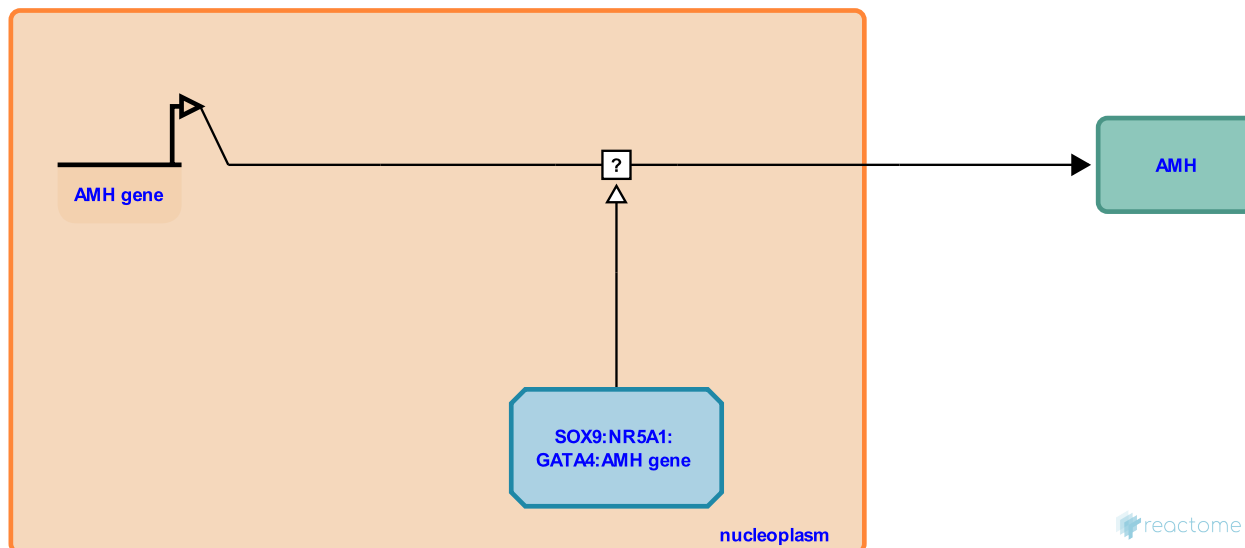 ?
AMH
AMH gene
SOX9:NR5A1:
GATA4:AMH gene
nucleoplasm
reactome